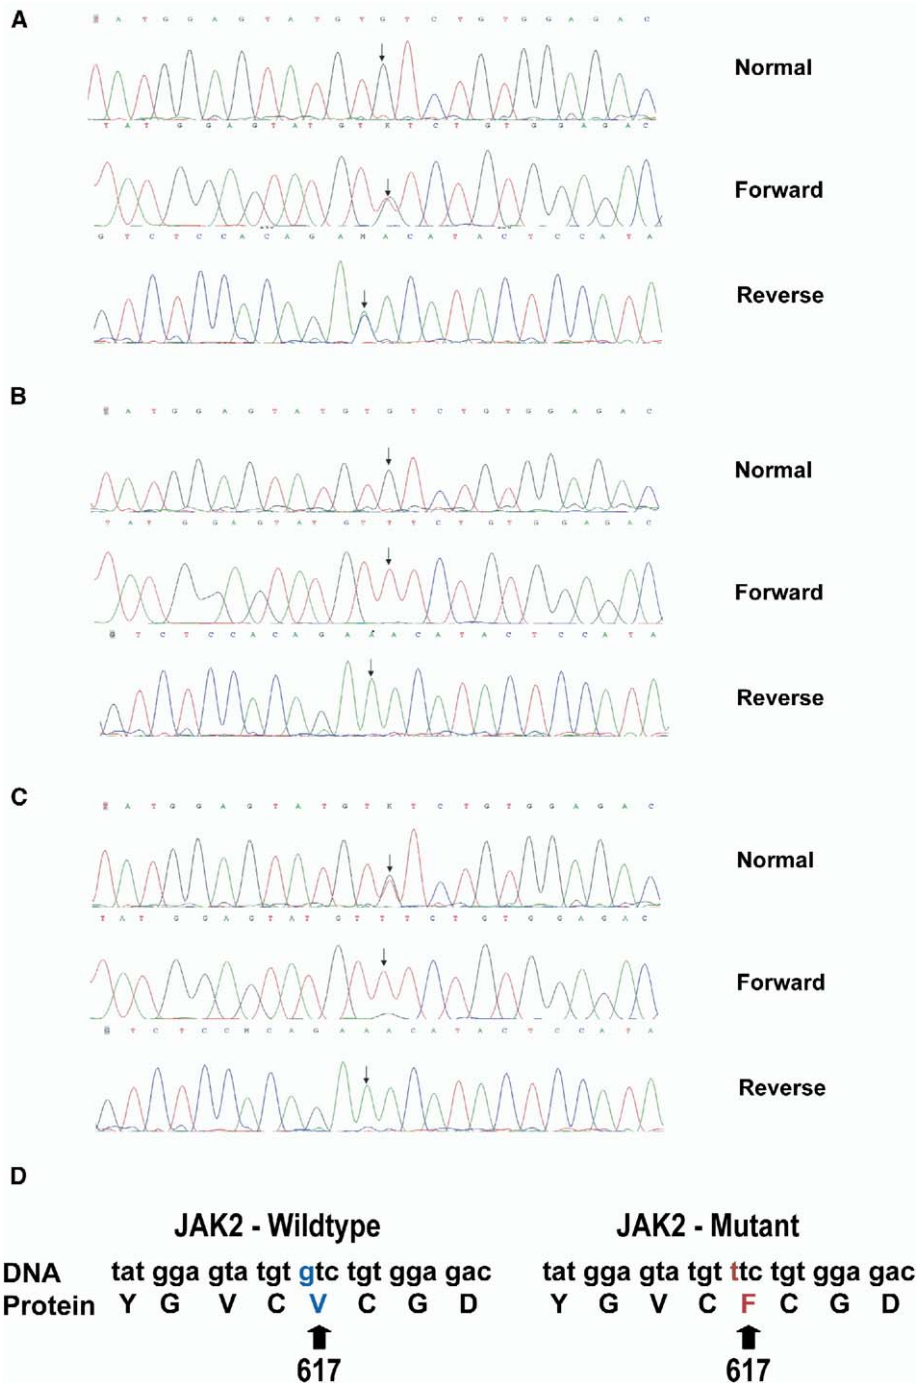 A
T A T G G A G T A T G T G T C T G T G G A G A C
Normal
T A T G G A G T A T G T K T C T G T G G A G A C
Forward
G T C T C C A C A G A M A C A T A C T C C A T A
Reverse
B
T A T G G A G T A T G T G T C T G T G G A G A C
Normal
T A T G G A G T A T G T T T C T G T G G A G A C
Forward
G T C T C C A C A G A A A C A T A C T C C A T A
Reverse
C
T A T G G A G T A T G T K T C T G T G G A G A C
Normal
T A T G G A G T A T G T T T C T G T G G A G A C
Forward
G T C T C C M C A G A A A C A T A C T C C A T A
Reverse
D
JAK2 - Wildtype JAK2 - Mutant
DNA tat gga gta tgt gtc tgt gga gac tat gga gta tgt ttc tgt gga gac
Protein Y G V C V C G D Y G V C F C G D
617 617